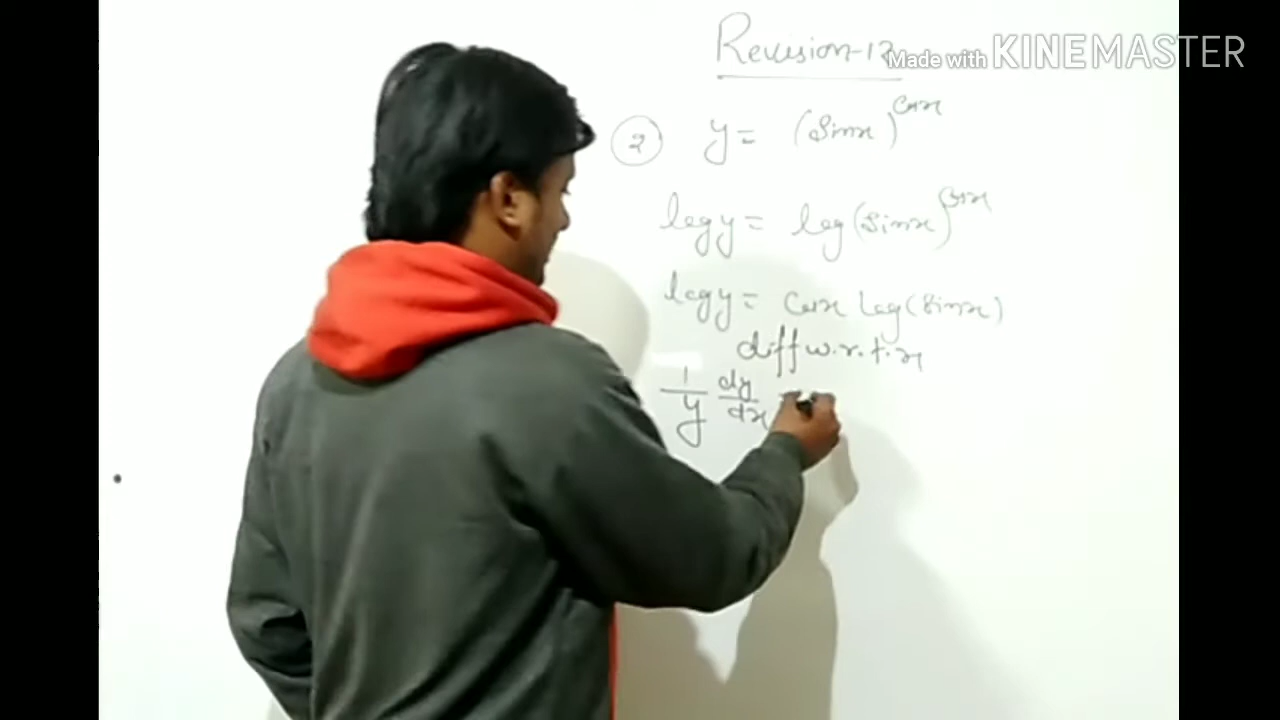 Revision-12
Made with KINEMASTER
2 y = (Sinx)^Cosx
log y = log(Sinx)^Cosx
log y = Cosx log(Sinx)
diff w.r.t.x
1/y dy/dx =